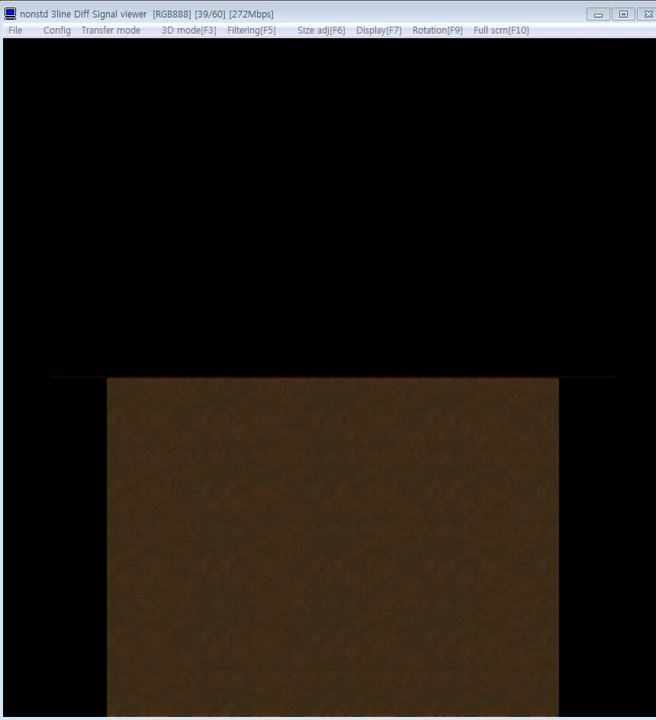 nonstd 3line Diff Signal viewer [RGB888] [39/60] [272Mbps]
File Config Transfer mode 3D mode[F3] Filtering[F5] Size adj[F6] Display[F7] Rotation[F9] Full scrn[F10]